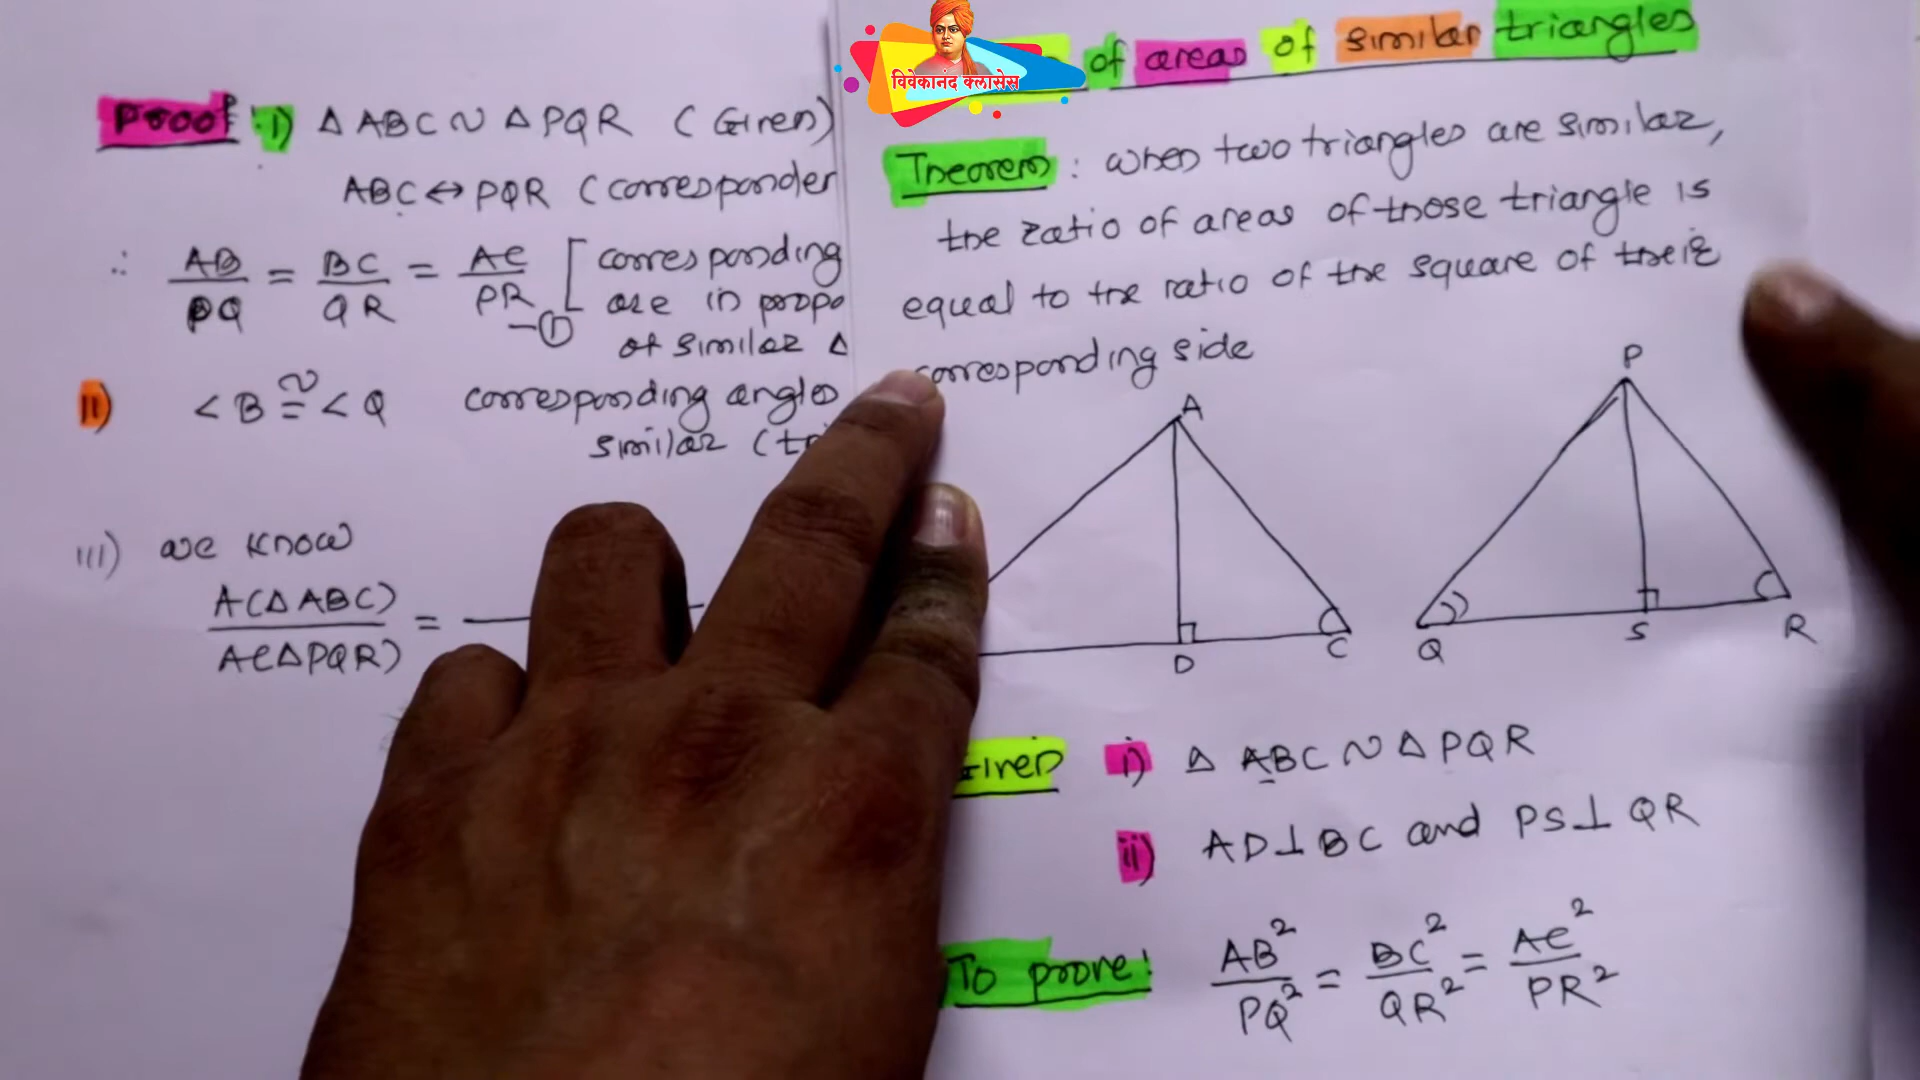 Proof i) Δ ABC ~ Δ PQR (Given)
ABC ↔ PQR (corresponden
∴ AB/PQ = BC/QR = AC/PR —① [corresponding
are in propo
of similar Δ
ii) <B ≅ <Q corresponding angles
similar (tri
iii) we know
A(ΔABC)/A(ΔPQR) =
विवेकानंद क्लासेस
of areas of similar triangles
Theorem : when two triangles are similar,
the ratio of areas of those triangle is
equal to the ratio of the square of their
corresponding side
A
D
C
P
Q
S
R
Given i) Δ ABC ~ Δ PQR
ii) AD⊥BC and PS⊥QR
To prove! AB²/PQ² = BC²/QR² = AC²/PR²